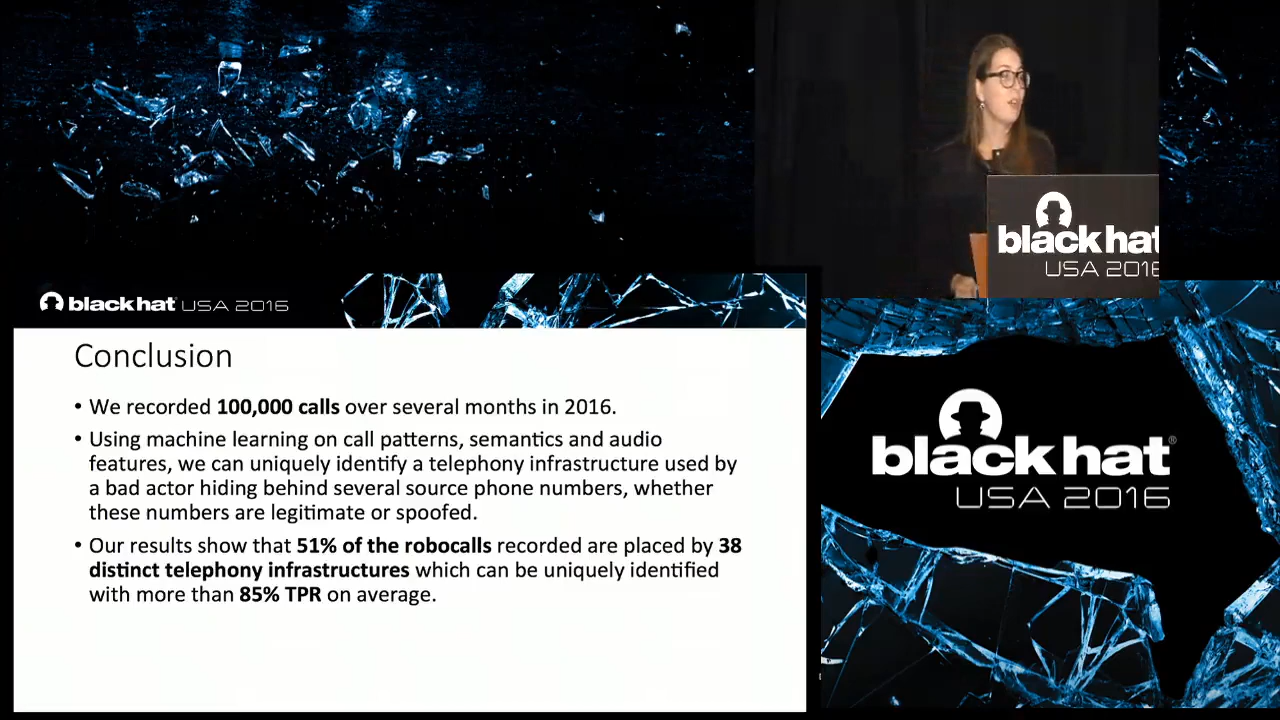 black hat
USA 2016
black hat USA 2016
Conclusion
• We recorded 100,000 calls over several months in 2016.
• Using machine learning on call patterns, semantics and audio
features, we can uniquely identify a telephony infrastructure used by
a bad actor hiding behind several source phone numbers, whether
these numbers are legitimate or spoofed.
• Our results show that 51% of the robocalls recorded are placed by 38
distinct telephony infrastructures which can be uniquely identified
with more than 85% TPR on average.
black hat®
USA 2016